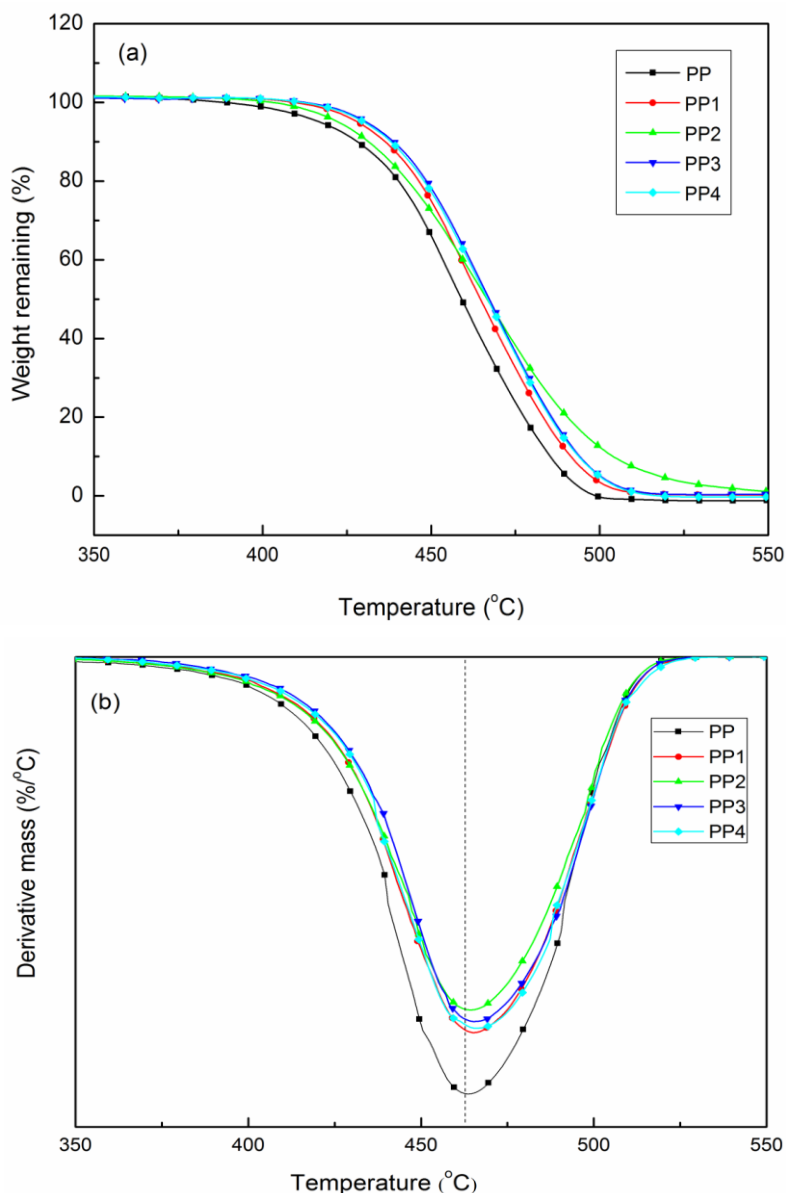 (a)
120
100
80
60
40
20
0
Weight remaining (%)
PP
PP1
PP2
PP3
PP4
350 400 450 500 550
Temperature (°C)
(b)
Derivative mass (%/°C)
PP
PP1
PP2
PP3
PP4
350 400 450 500 550
Temperature (°C)